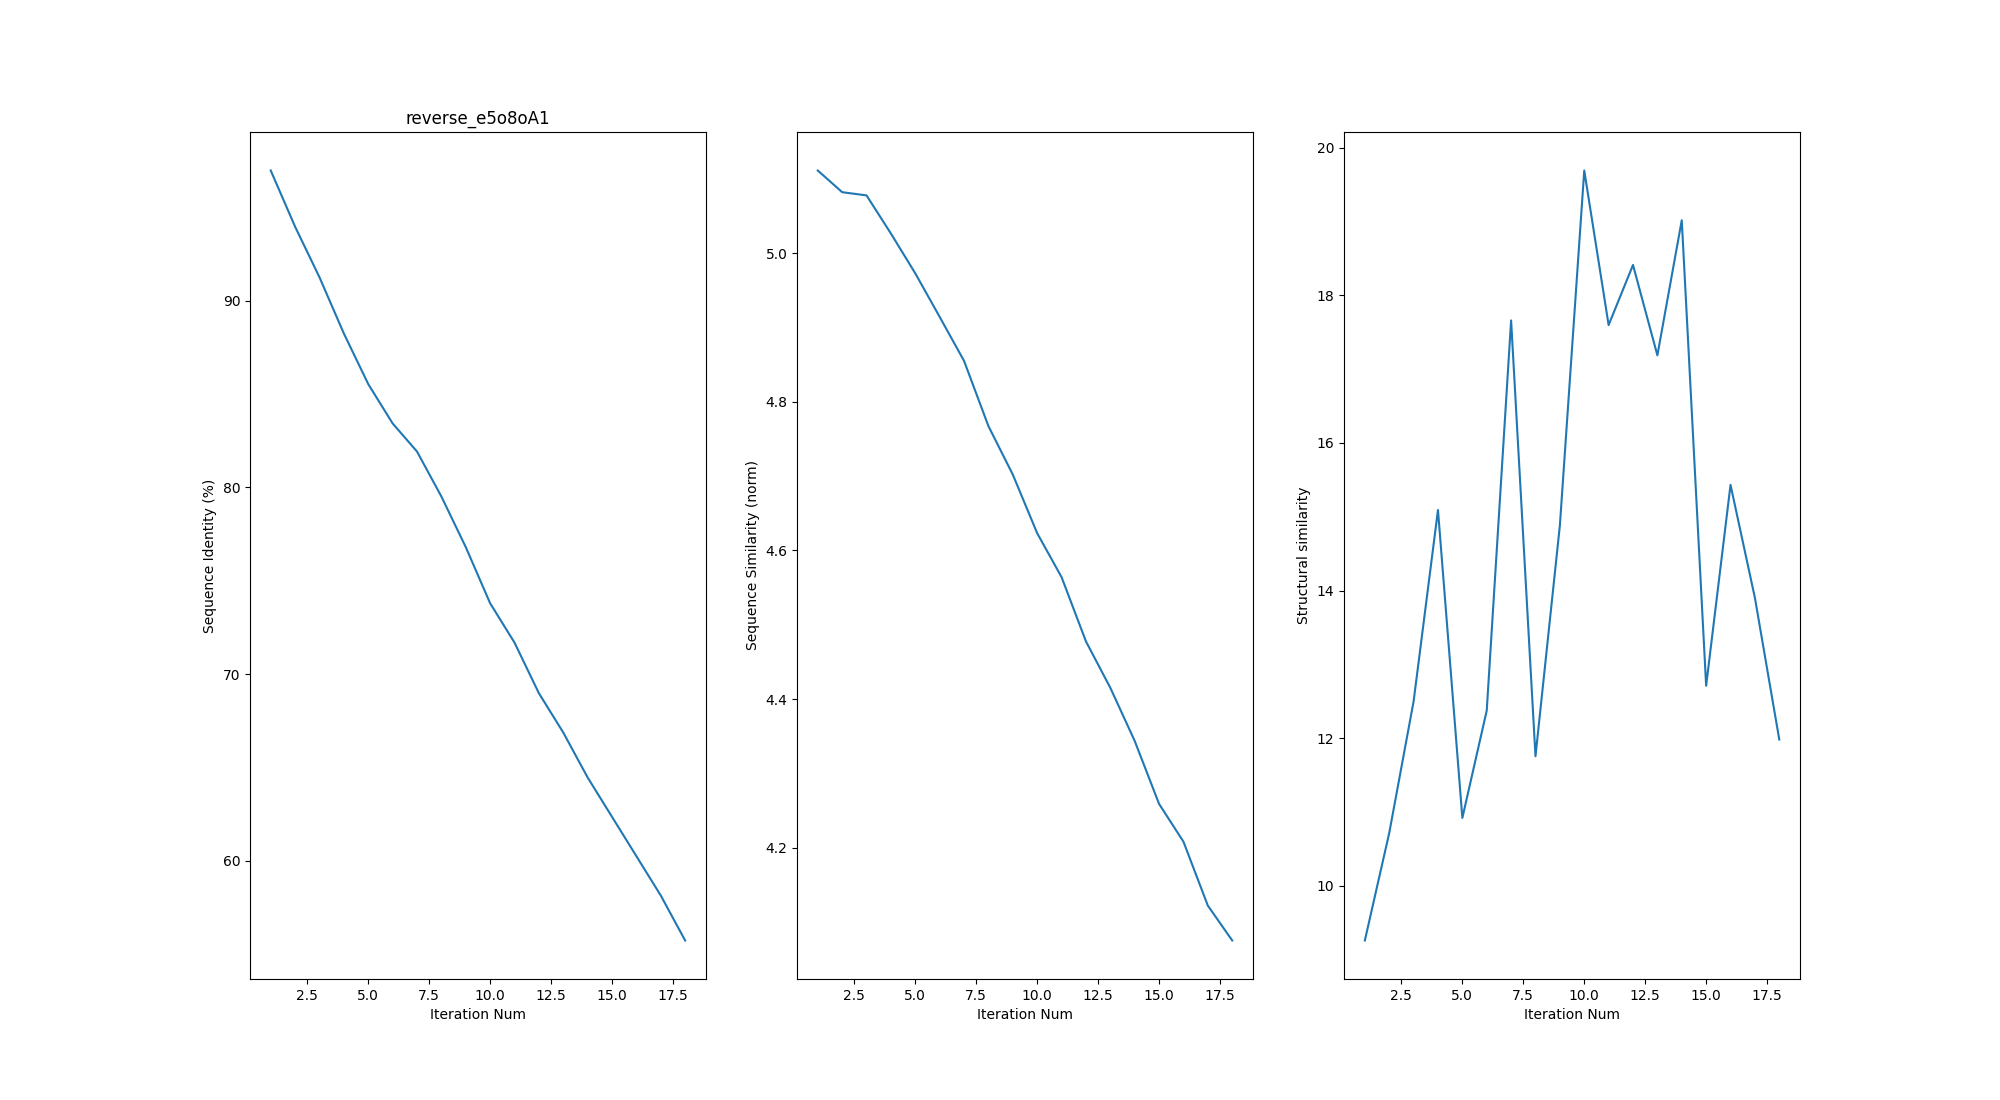 reverse_e5o8oA1
Sequence Identity (%)
90
80
70
60
2.5 5.0 7.5 10.0 12.5 15.0 17.5
Iteration Num
Sequence Similarity (norm)
5.0
4.8
4.6
4.4
4.2
2.5 5.0 7.5 10.0 12.5 15.0 17.5
Iteration Num
Structural similarity
20
18
16
14
12
10
2.5 5.0 7.5 10.0 12.5 15.0 17.5
Iteration Num